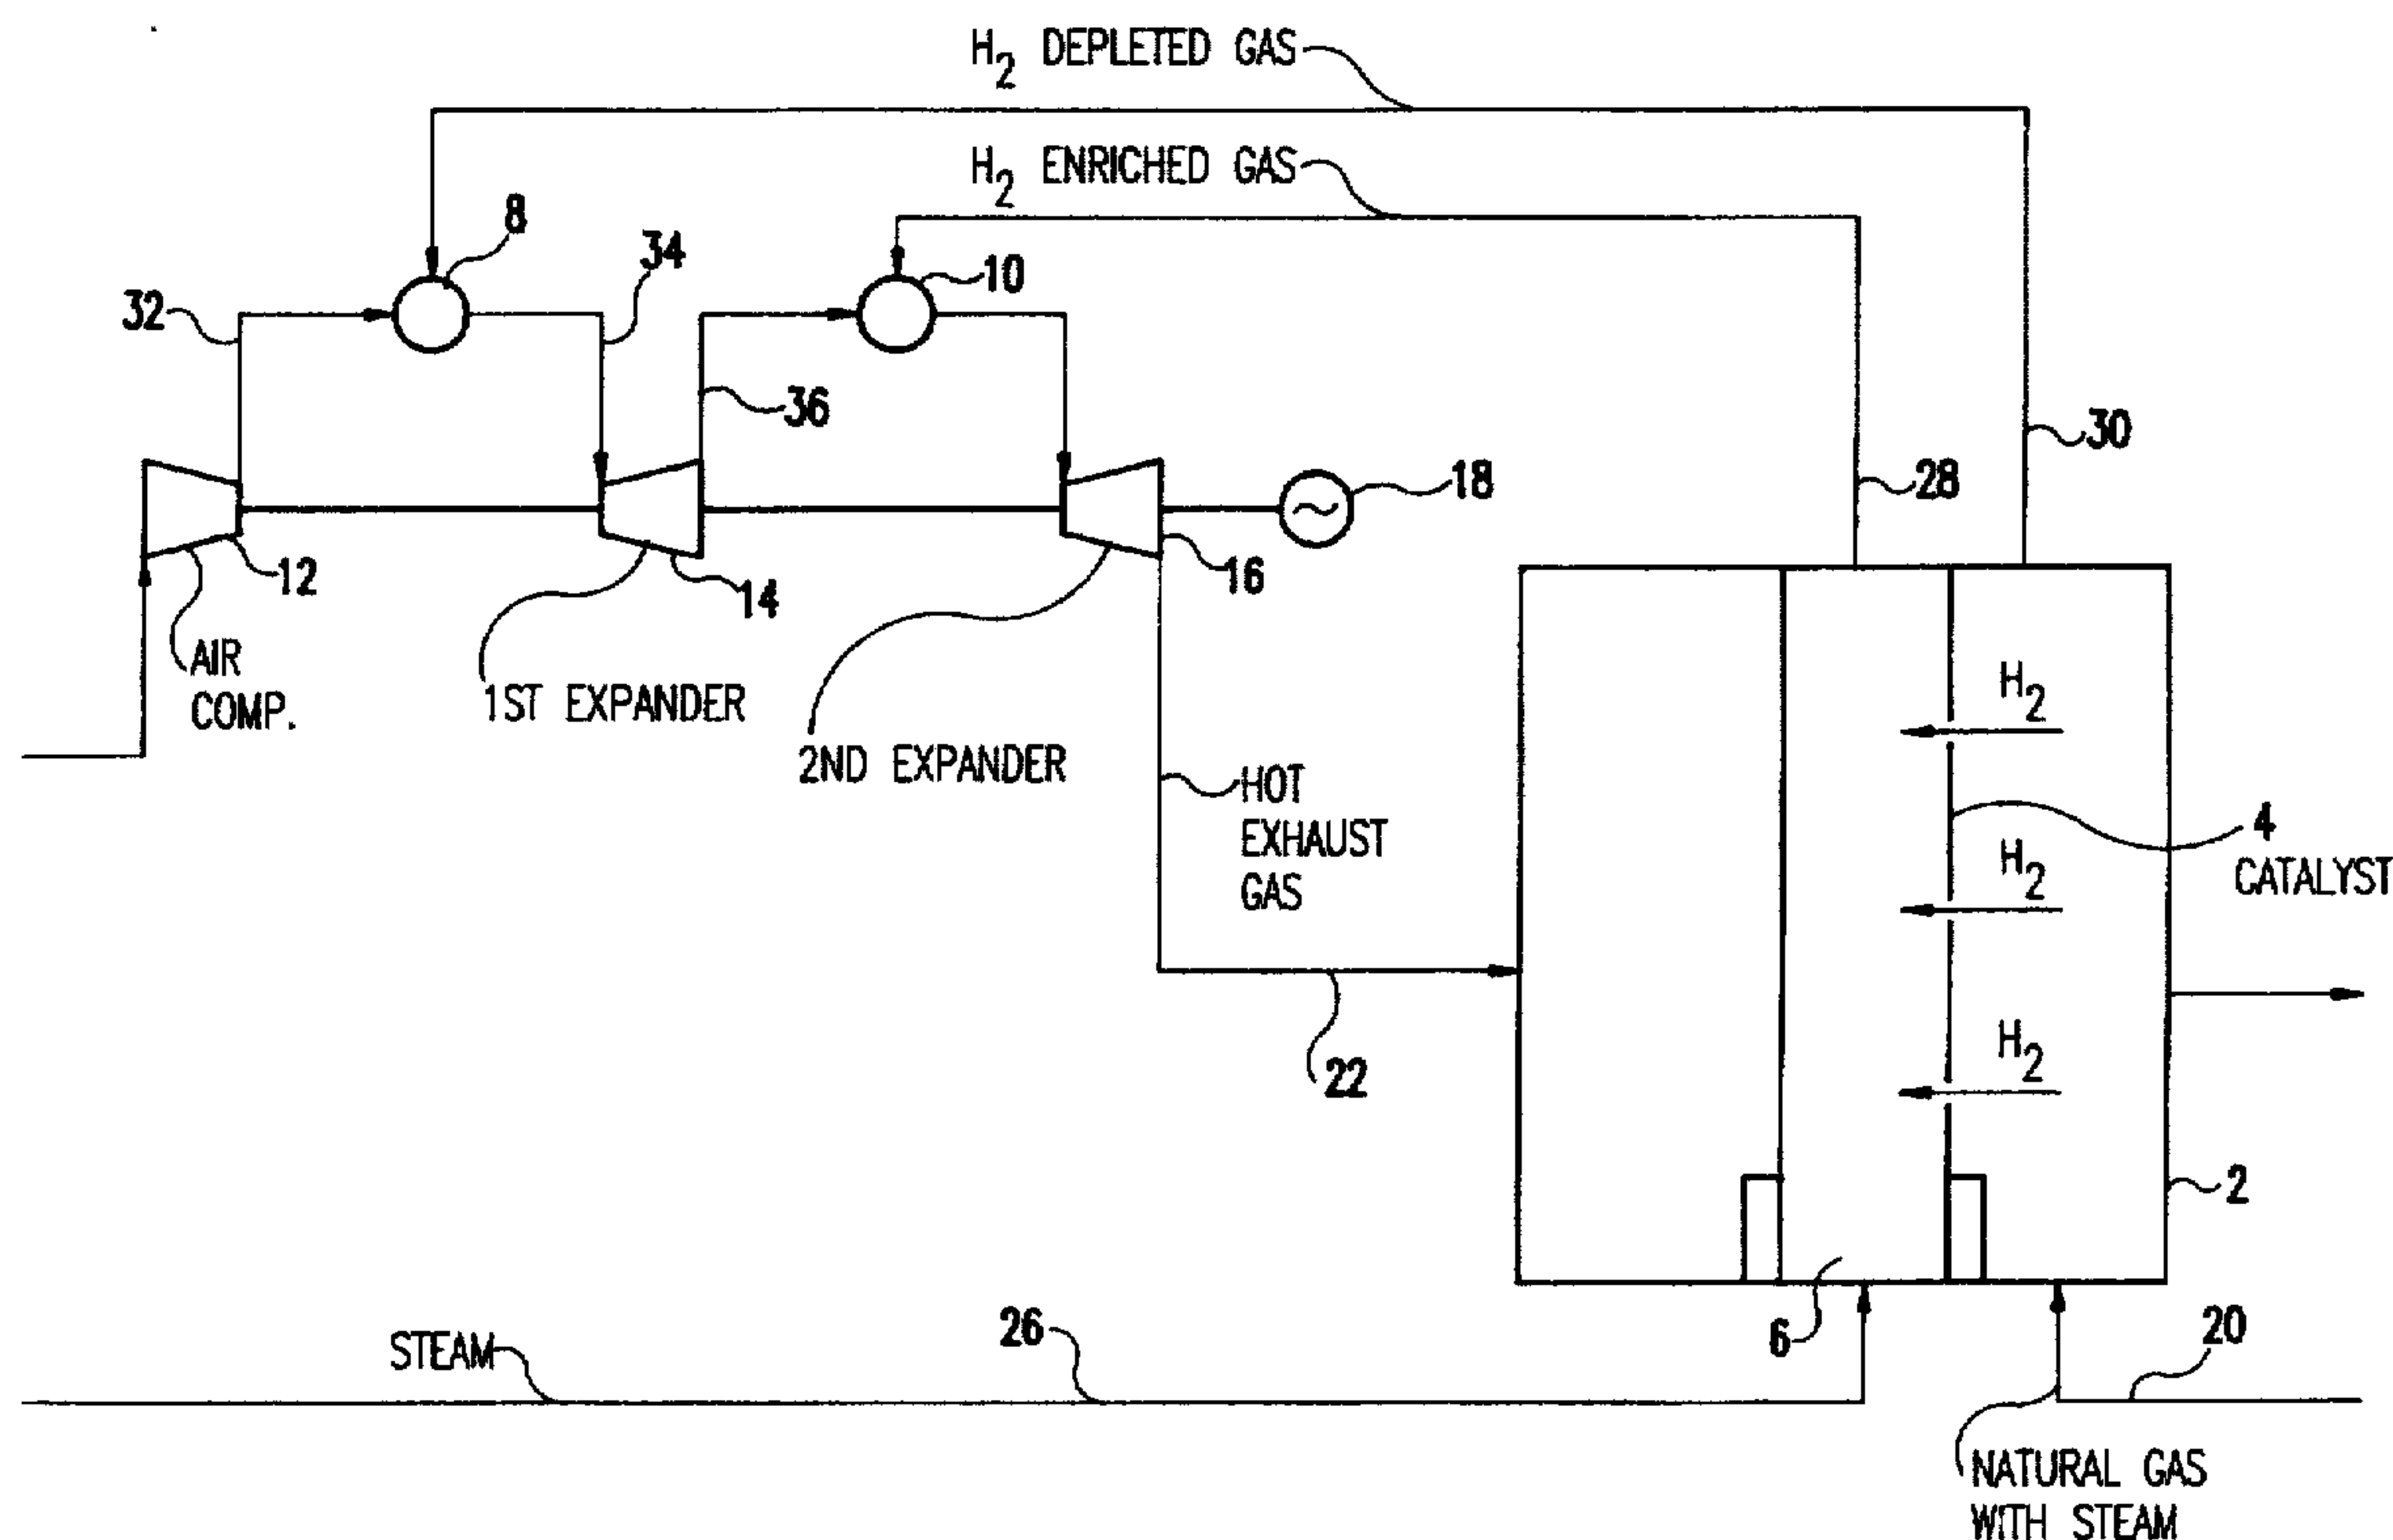 H2 DEPLETED GAS
H2 ENRICHED GAS
8
34
10
32
36
30
18
28
12
14
16
AIR
COMP.
1ST EXPANDER
2ND EXPANDER
H2
HOT
EXHAUST
GAS
4
CATALYST
H2
H2
22
2
STEAM
26
6
20
NATURAL GAS
WITH STEAM